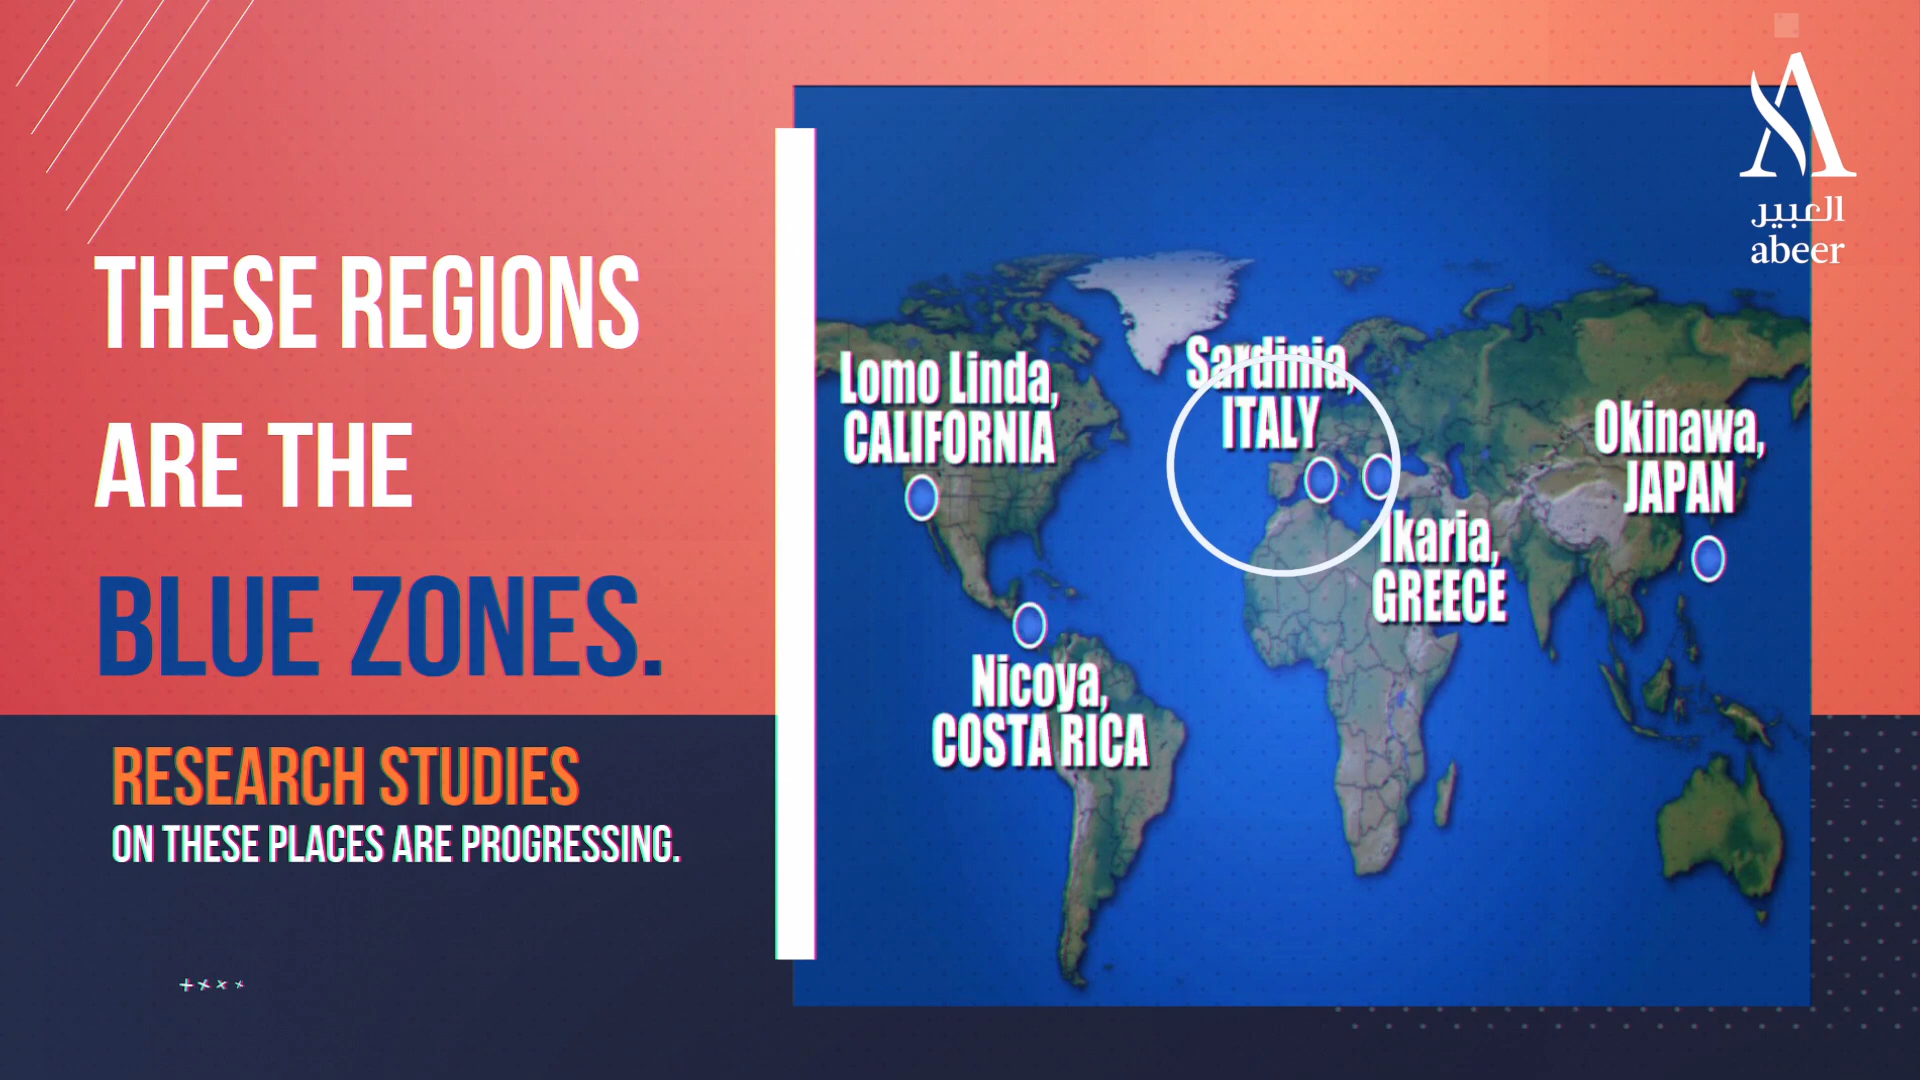 THESE REGIONS
ARE THE
BLUE ZONES.
RESEARCH STUDIES
ON THESE PLACES ARE PROGRESSING.
Lomo Linda,
CALIFORNIA
Sardinia,
ITALY
Okinawa,
JAPAN
Ikaria,
GREECE
Nicoya,
COSTA RICA
العبير
abeer